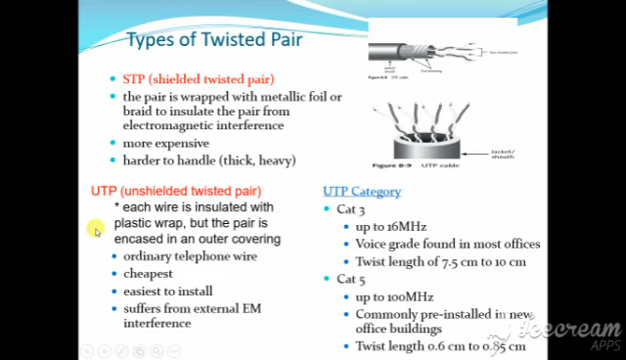 Types of Twisted Pair
STP (shielded twisted pair)
the pair is wrapped with metallic foil or
braid to insulate the pair from
electromagnetic interference
more expensive
harder to handle (thick, heavy)
Jacket/
sheath
Figure 8-9 UTP cable
UTP (unshielded twisted pair)
* each wire is insulated with
plastic wrap, but the pair is
encased in an outer covering
ordinary telephone wire
cheapest
easiest to install
suffers from external EM
interference
UTP Category
Cat 3
up to 16MHz
Voice grade found in most offices
Twist length of 7.5 cm to 10 cm
Cat 5
up to 100MHz
Commonly pre-installed in new
office buildings
Twist length 0.6 cm to 0.85 cm
Icecream
APPS